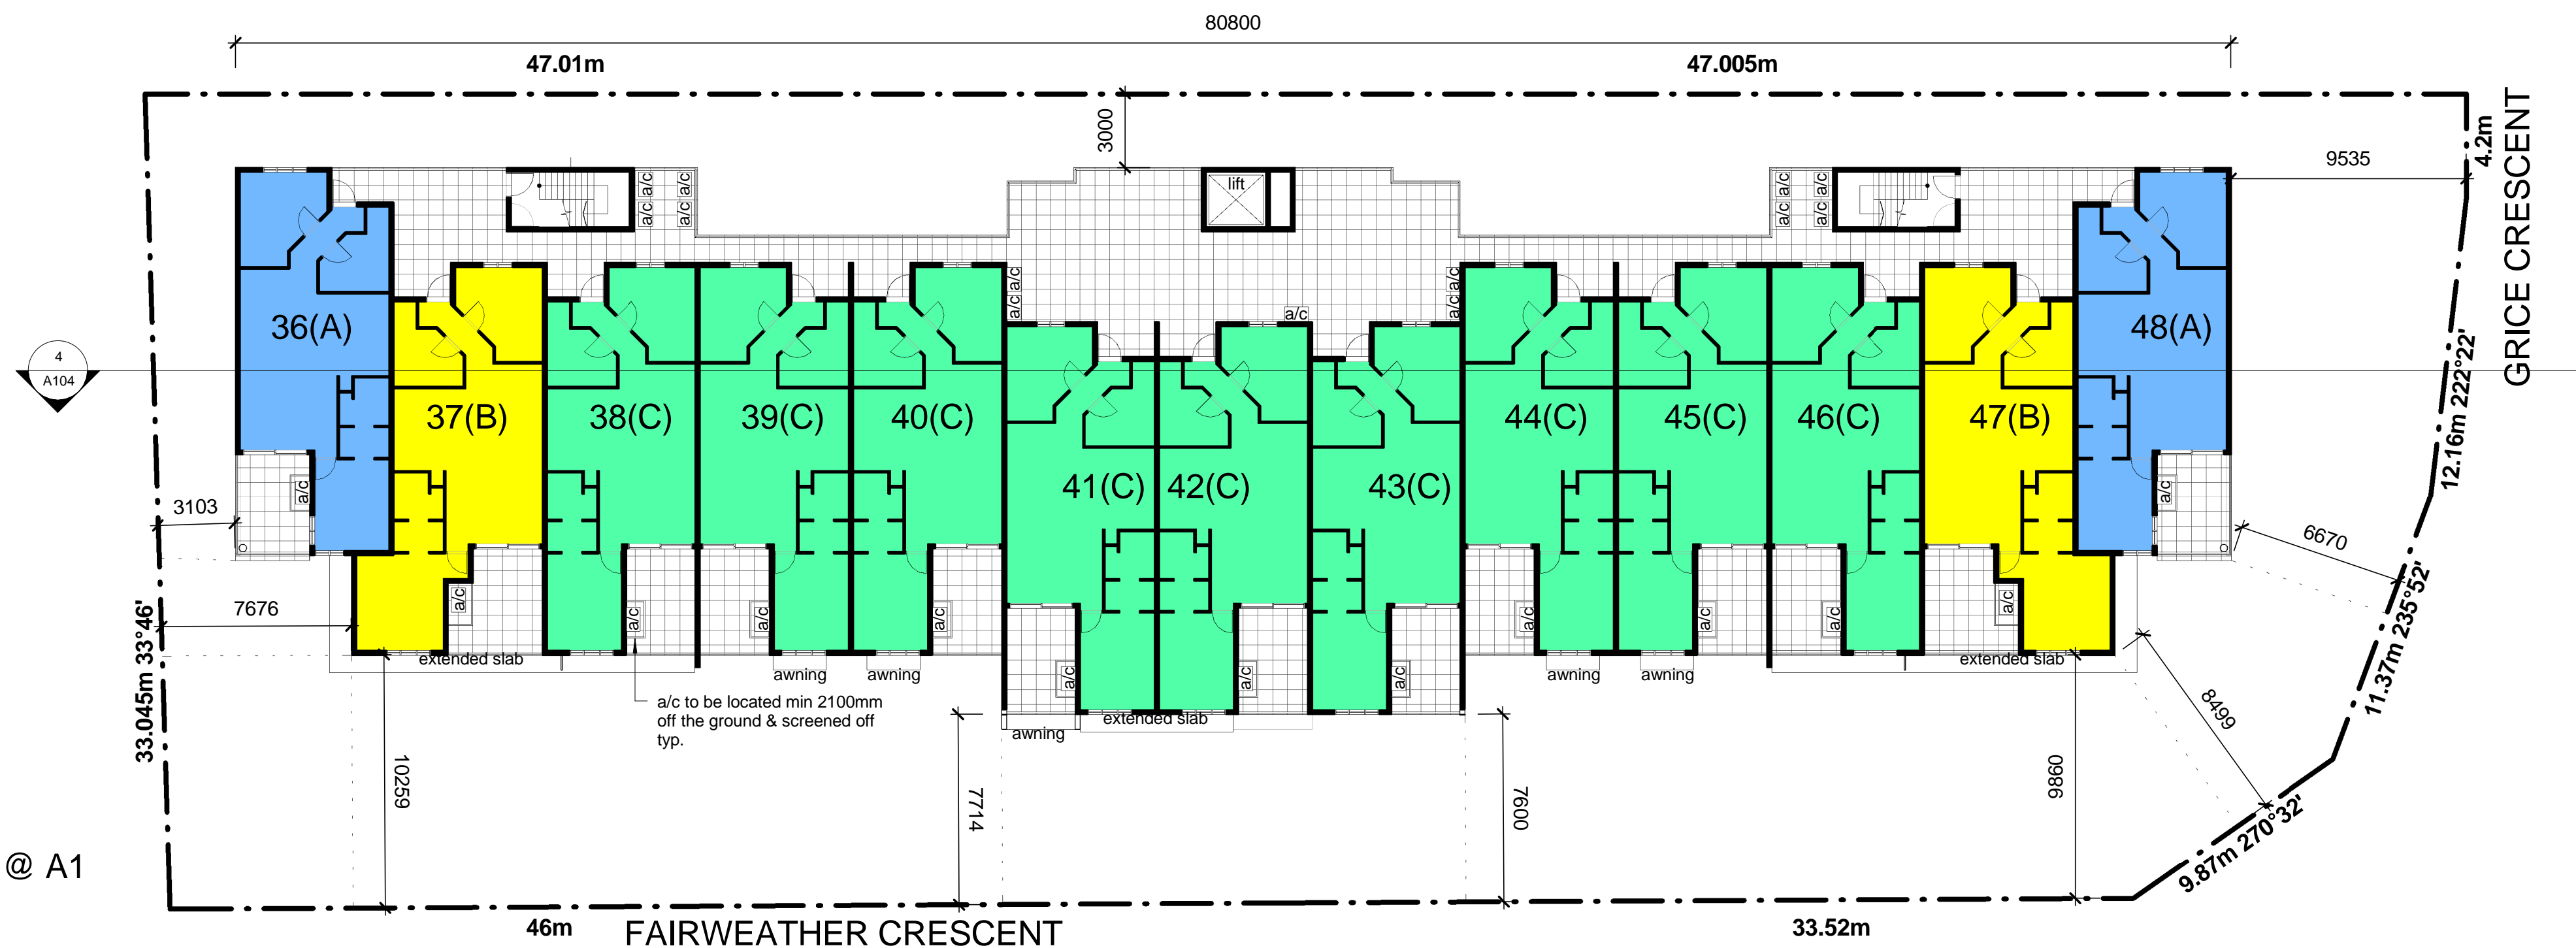 80800
47.01m
47.005m
3000
4.2m
GRICE CRESCENT
9535
lift
a/c a/c
a/c a/c
a/c a/c
a/c a/c
a/c a/c
a/c a/c
a/c a/c
a/c a/c
a/c
36(A)
48(A)
4
A104
37(B)
38(C)
39(C)
40(C)
41(C)
42(C)
43(C)
44(C)
45(C)
46(C)
47(B)
12.16m 222°22'
3103
a/c
a/c
6670
33.045m 33°46'
7676
a/c
a/c
a/c
a/c
a/c
a/c
a/c
a/c
a/c
a/c
a/c
a/c
11.37m 235°52'
extended slab
awning
awning
awning
awning
extended slab
a/c to be located min 2100mm
off the ground & screened off
typ.
awning
extended slab
8499
10259
7714
7600
9860
9.87m 270°32'
@ A1
46m
FAIRWEATHER CRESCENT
33.52m